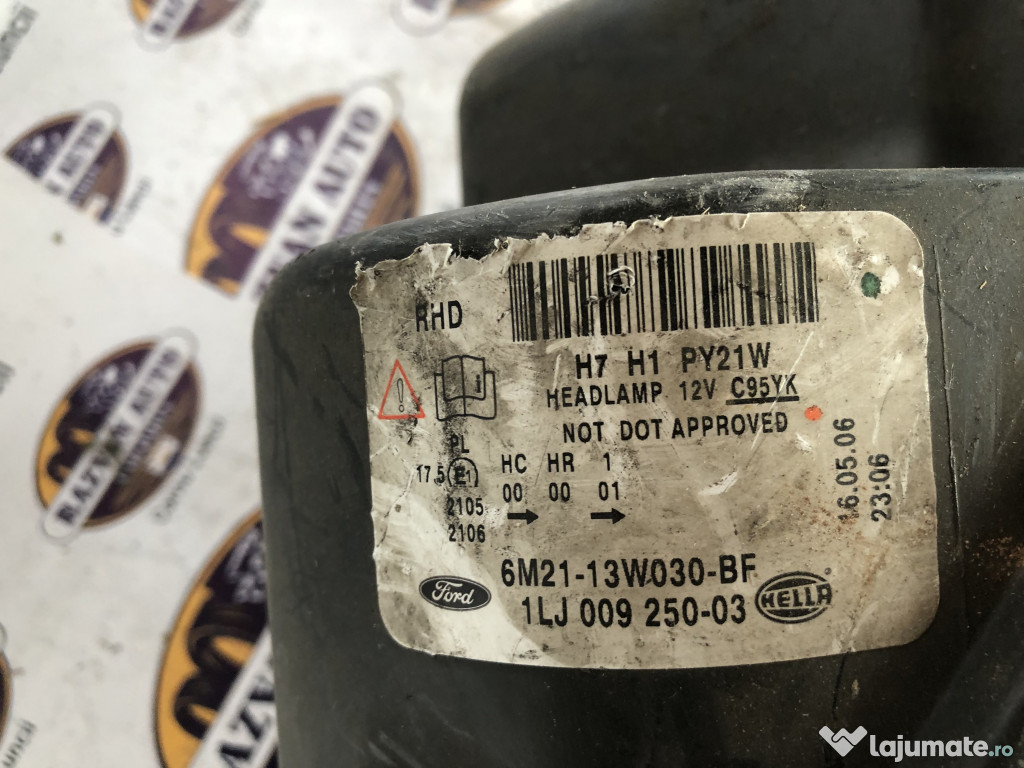 RHD
H7 H1 PY21W
HEADLAMP 12V C95YK
NOT DOT APPROVED
PL
17.5 E1 HC HR 1
00 00 01
2105
2106
16.05.06
23:06
6M21-13W030-BF
Ford
1LJ 009 250-03
HELLA
RAZVAN AUTO
lajumate.ro